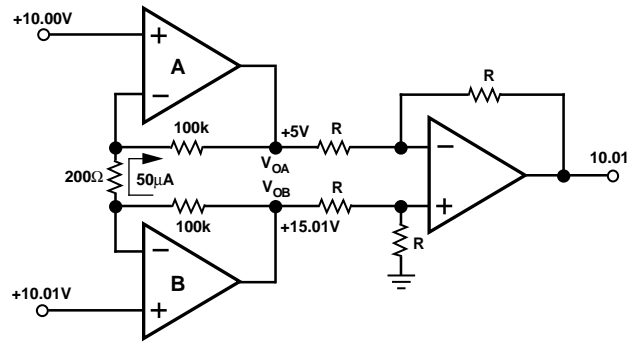 +10.00V
+
A
−
R
100k
+5V
R
V_OA
−
200Ω
50µA
10.01
V_OB
R
+
100k
+15.01V
R
−
B
+10.01V
+